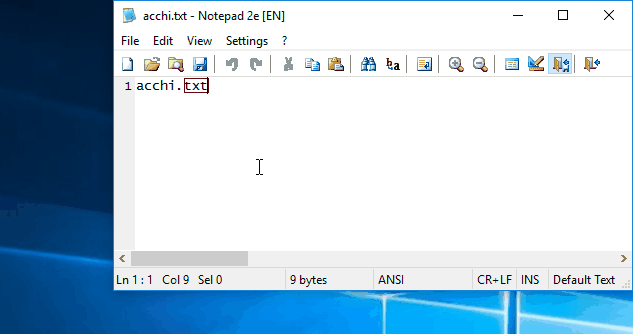 acchi.txt - Notepad 2e [EN]
File Edit View Settings ?
1 acchi.txt
Ln 1 : 1 Col 9 Sel 0 9 bytes ANSI CR+LF INS Default Text